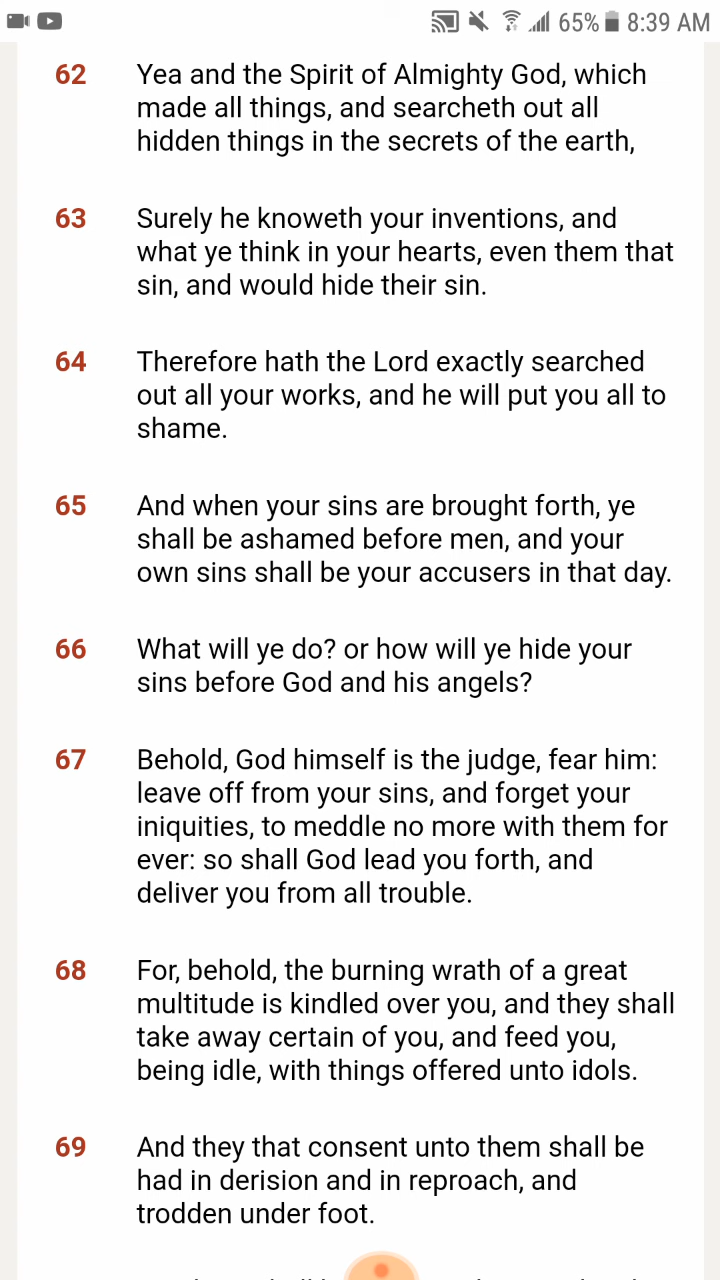 65% 8:39 AM
62 Yea and the Spirit of Almighty God, which
made all things, and searcheth out all
hidden things in the secrets of the earth,
63 Surely he knoweth your inventions, and
what ye think in your hearts, even them that
sin, and would hide their sin.
64 Therefore hath the Lord exactly searched
out all your works, and he will put you all to
shame.
65 And when your sins are brought forth, ye
shall be ashamed before men, and your
own sins shall be your accusers in that day.
66 What will ye do? or how will ye hide your
sins before God and his angels?
67 Behold, God himself is the judge, fear him:
leave off from your sins, and forget your
iniquities, to meddle no more with them for
ever: so shall God lead you forth, and
deliver you from all trouble.
68 For, behold, the burning wrath of a great
multitude is kindled over you, and they shall
take away certain of you, and feed you,
being idle, with things offered unto idols.
69 And they that consent unto them shall be
had in derision and in reproach, and
trodden under foot.